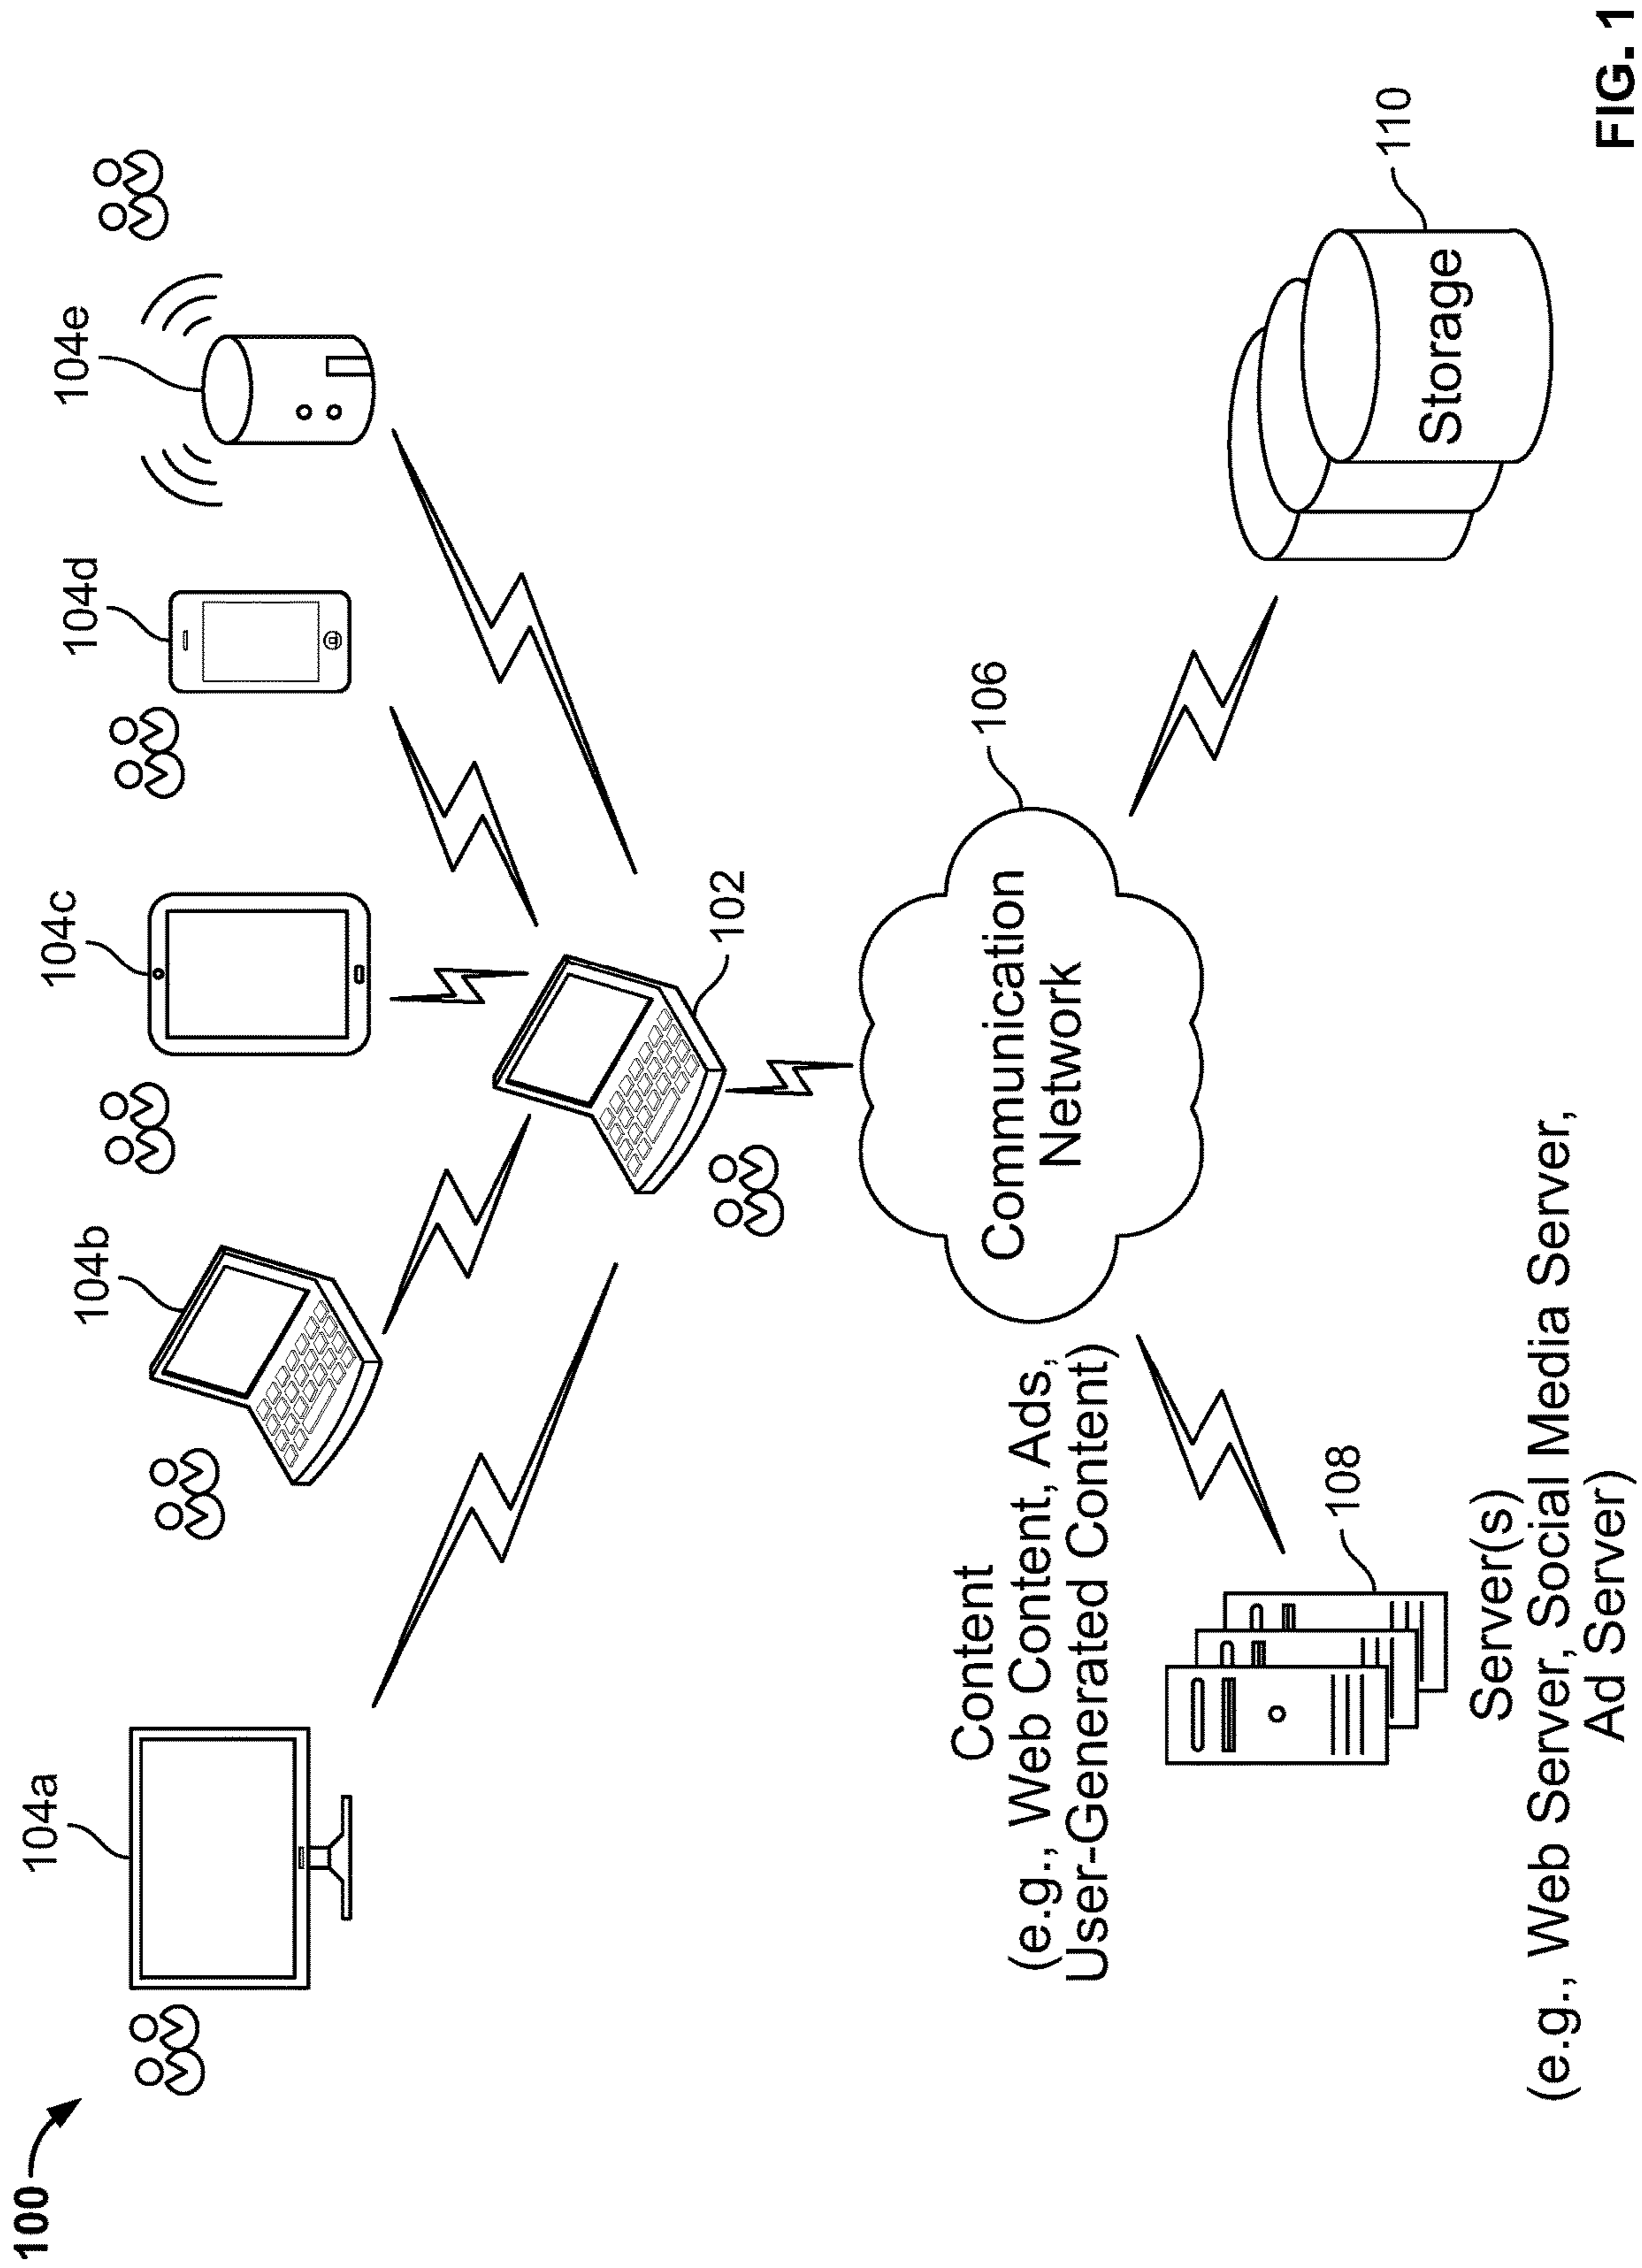 100
104a
104b
104c
104d
104e
102
106
Communication
Network
Content
(e.g., Web Content, Ads,
User-Generated Content)
108
Server(s)
(e.g., Web Server, Social Media Server,
Ad Server)
110
Storage
FIG. 1